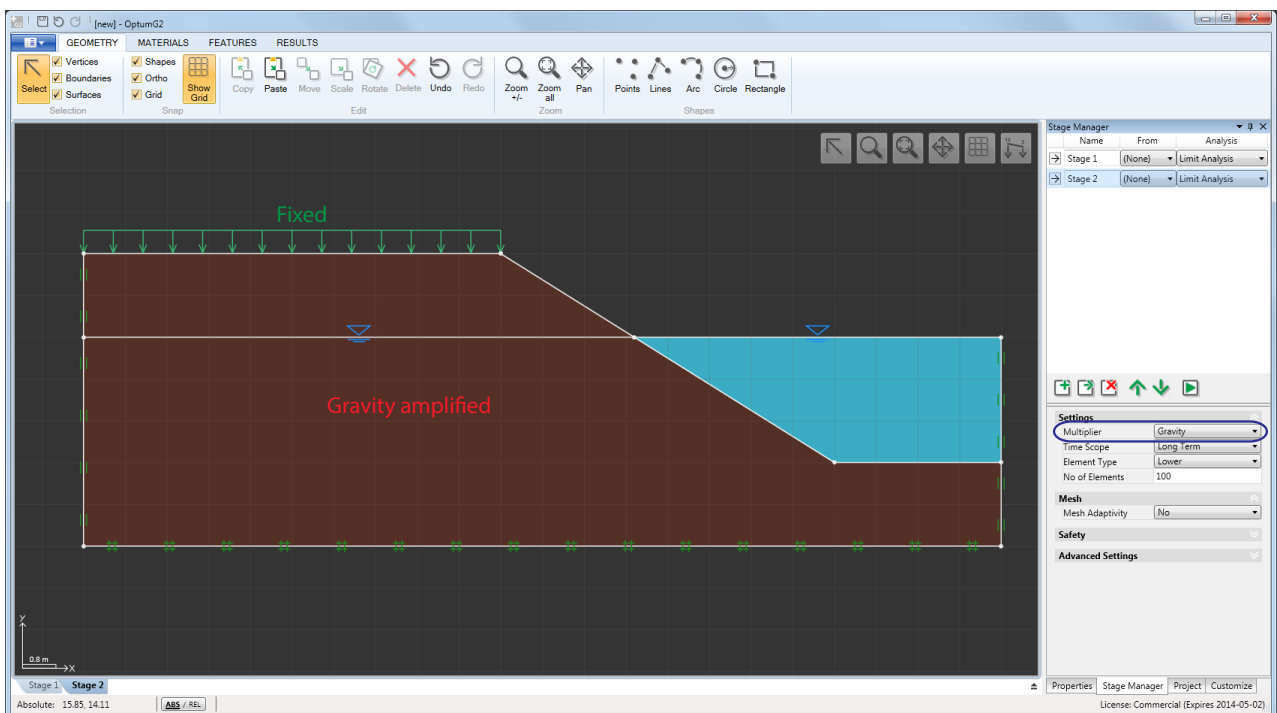 [new] - OptumG2
GEOMETRY MATERIALS FEATURES RESULTS
Select
Vertices
Boundaries
Surfaces
Selection
Shapes
Ortho
Grid
Show Grid
Snap
Copy Paste Move Scale Rotate Delete Undo Redo
Edit
Zoom +/-
Zoom all
Pan
Zoom
Points Lines Arc Circle Rectangle
Shapes
Fixed
Gravity amplified
Y
0.8 m
X
Stage 1 Stage 2
Absolute: 15.85, 14.11 ABS / REL
Stage Manager
Name From Analysis
Stage 1 (None) Limit Analysis
Stage 2 (None) Limit Analysis
Settings
Multiplier Gravity
Time Scope Long Term
Element Type Lower
No of Elements 100
Mesh
Mesh Adaptivity No
Safety
Advanced Settings
Properties Stage Manager Project Customize
License: Commercial (Expires 2014-05-02)